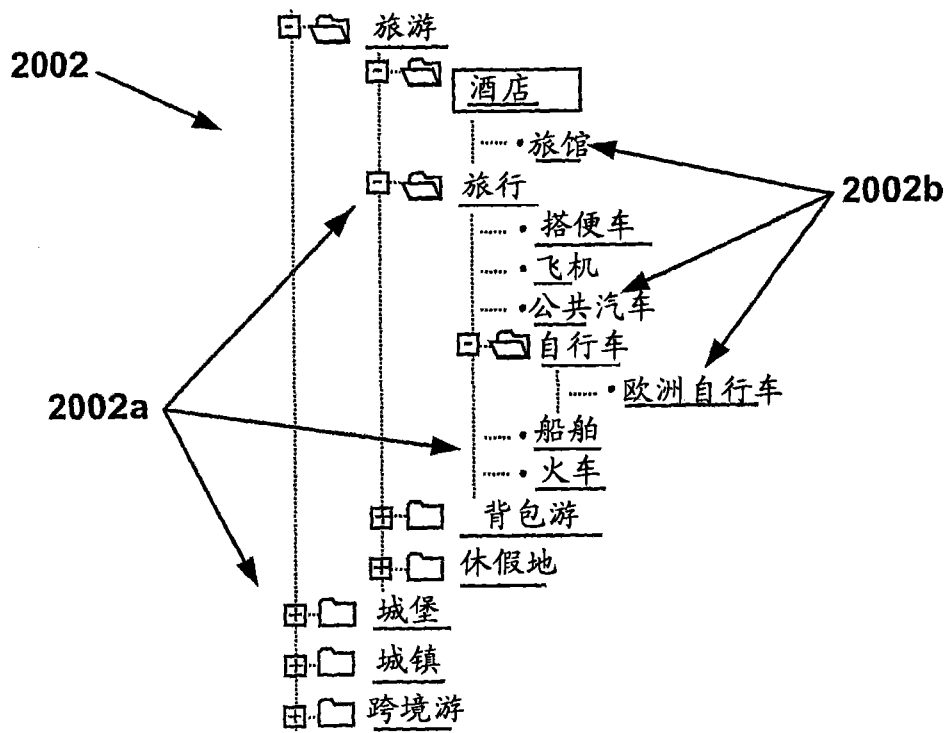 旅游
2002
酒店
旅馆
旅行
2002b
搭便车
飞机
公共汽车
自行车
欧洲自行车
2002a
船舶
火车
背包游
休假地
城堡
城镇
跨境游